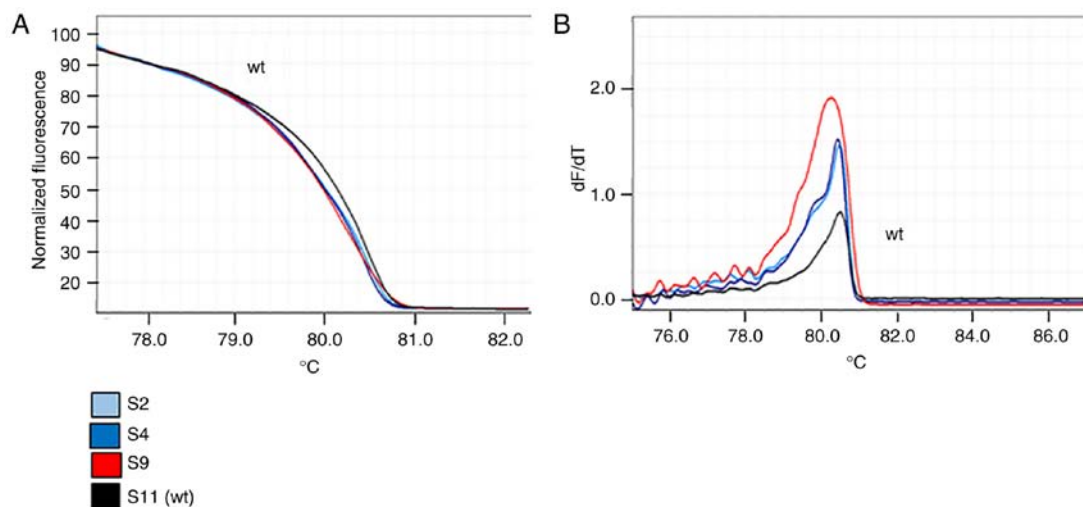 A
Normalized fluorescence
100
90
80
70
60
50
40
30
20
wt
78.0 79.0 80.0 81.0 82.0
°C
B
dF/dT
2.0
1.0
0.0
wt
76.0 78.0 80.0 82.0 84.0 86.0
°C
S2
S4
S9
S11 (wt)